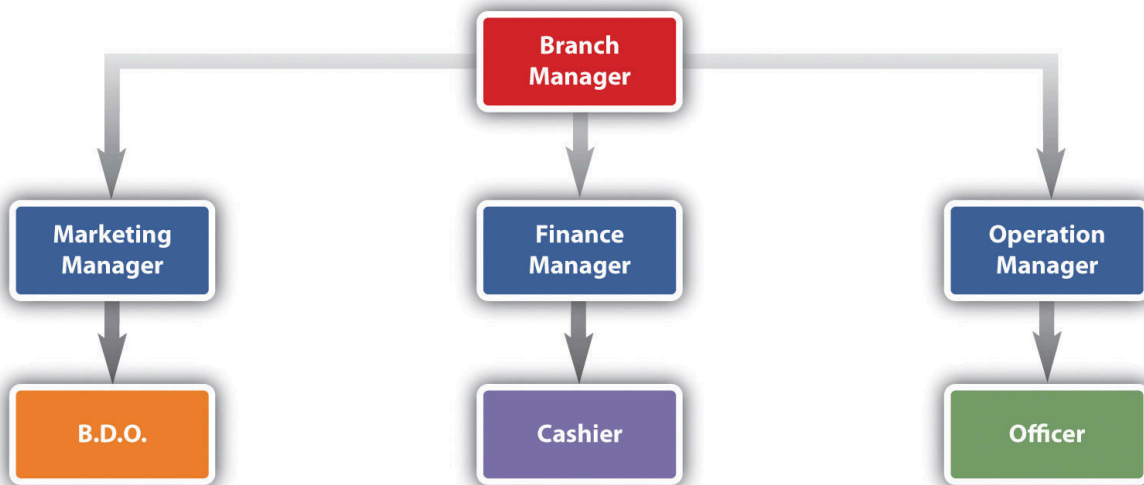 Branch
Manager
Marketing
Manager
Finance
Manager
Operation
Manager
B.D.O.
Cashier
Officer